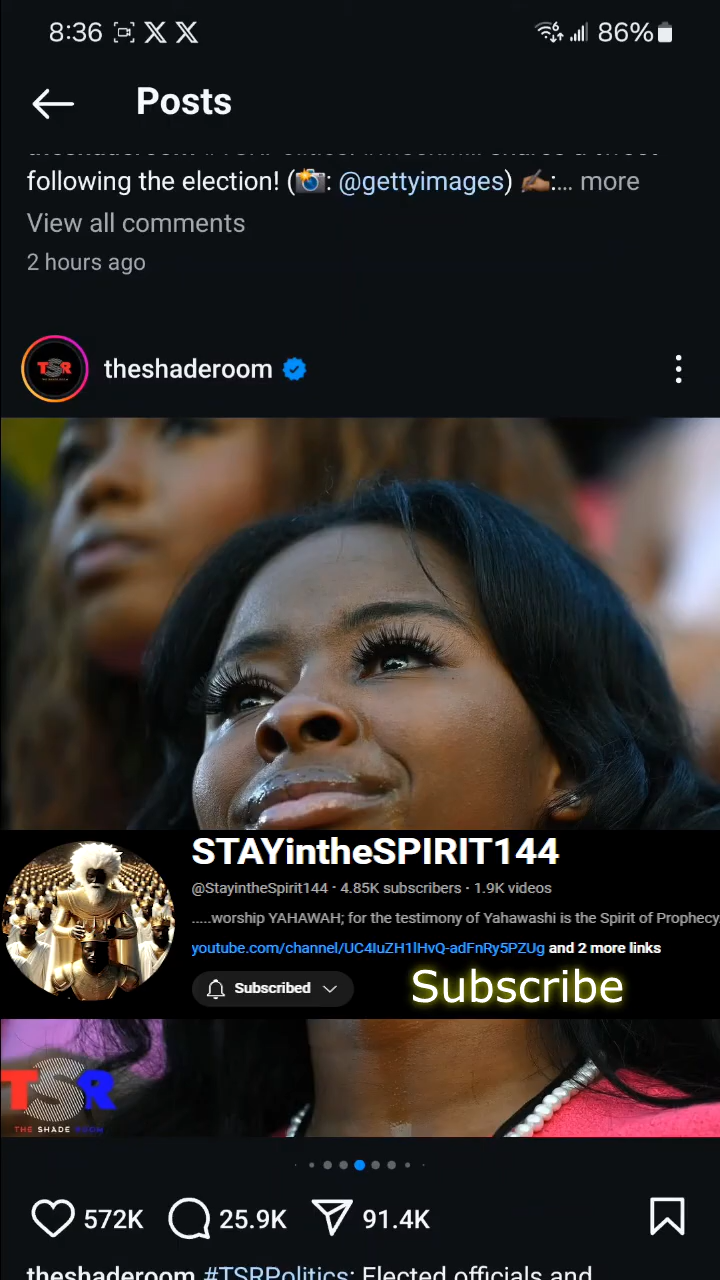 8:36
86%
Posts
following the election! (📸: @gettyimages) ✍🏾:... more
View all comments
2 hours ago
TSR
theshaderoom
STAYintheSPIRIT144
@StayintheSpirit144 · 4.85K subscribers · 1.9K videos
.....worship YAHAWAH; for the testimony of Yahawashi is the Spirit of Prophecy.
youtube.com/channel/UC4IuZH1lHvQ-adFnRy5PZUg and 2 more links
Subscribed
Subscribe
TSR
THE SHADE ROOM
572K 25.9K 91.4K
theshaderoom #TSRPolitics: Elected officials and